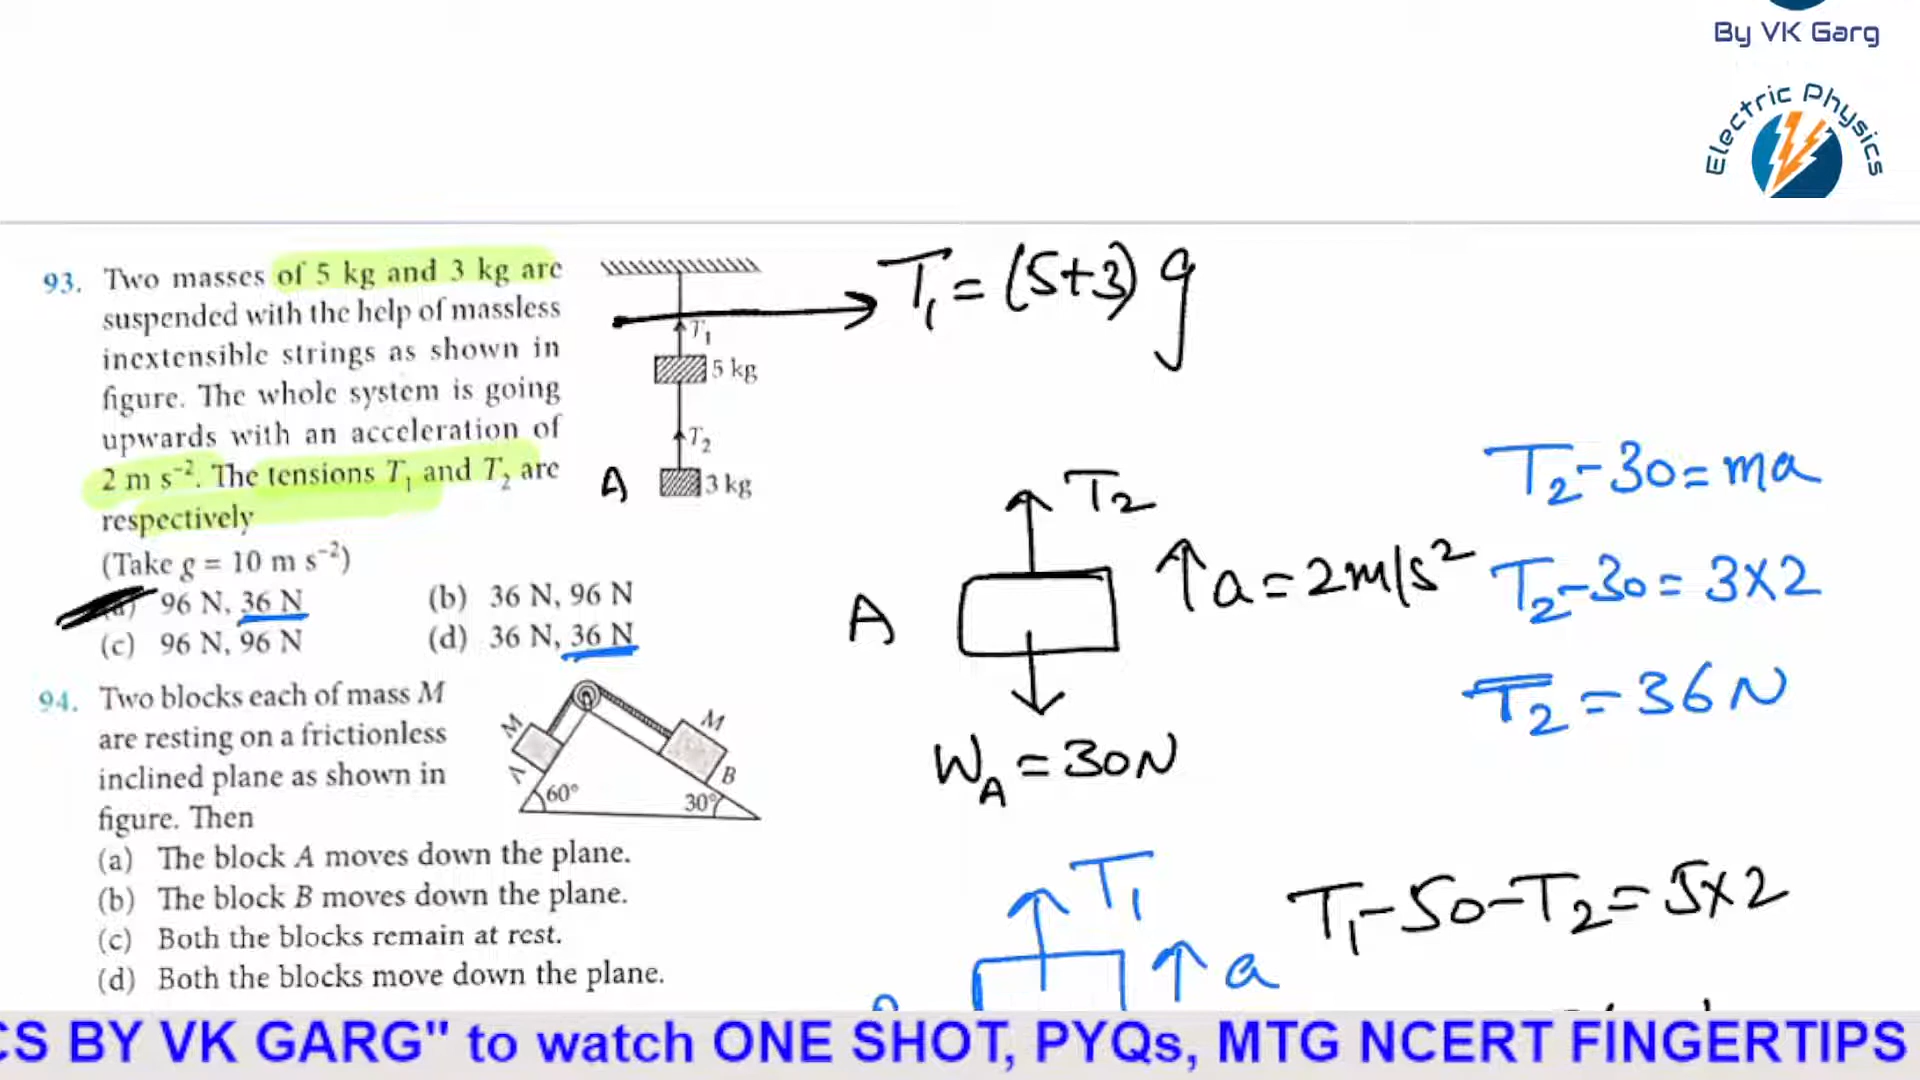 By VK Garg
Electric Physics
93. Two masses of 5 kg and 3 kg are
suspended with the help of massless
inextensible strings as shown in
figure. The whole system is going
upwards with an acceleration of
2 m s⁻². The tensions T₁ and T₂ are
respectively
(Take g = 10 m s⁻²)
(a) 96 N, 36 N (b) 36 N, 96 N
(c) 96 N, 96 N (d) 36 N, 36 N
T₁
5 kg
T₂
A 3 kg
T₁ = (5+3) g
T₂
A ↑a = 2m/s²
W_A = 30N
T₂-30 = ma
T₂-30 = 3×2
T₂ = 36N
94. Two blocks each of mass M
are resting on a frictionless
inclined plane as shown in
figure. Then
(a) The block A moves down the plane.
(b) The block B moves down the plane.
(c) Both the blocks remain at rest.
(d) Both the blocks move down the plane.
M M
A B
60° 30°
T₁
↑ a
T₁-50-T₂ = 5×2
CS BY VK GARG" to watch ONE SHOT, PYQs, MTG NCERT FINGERTIPS